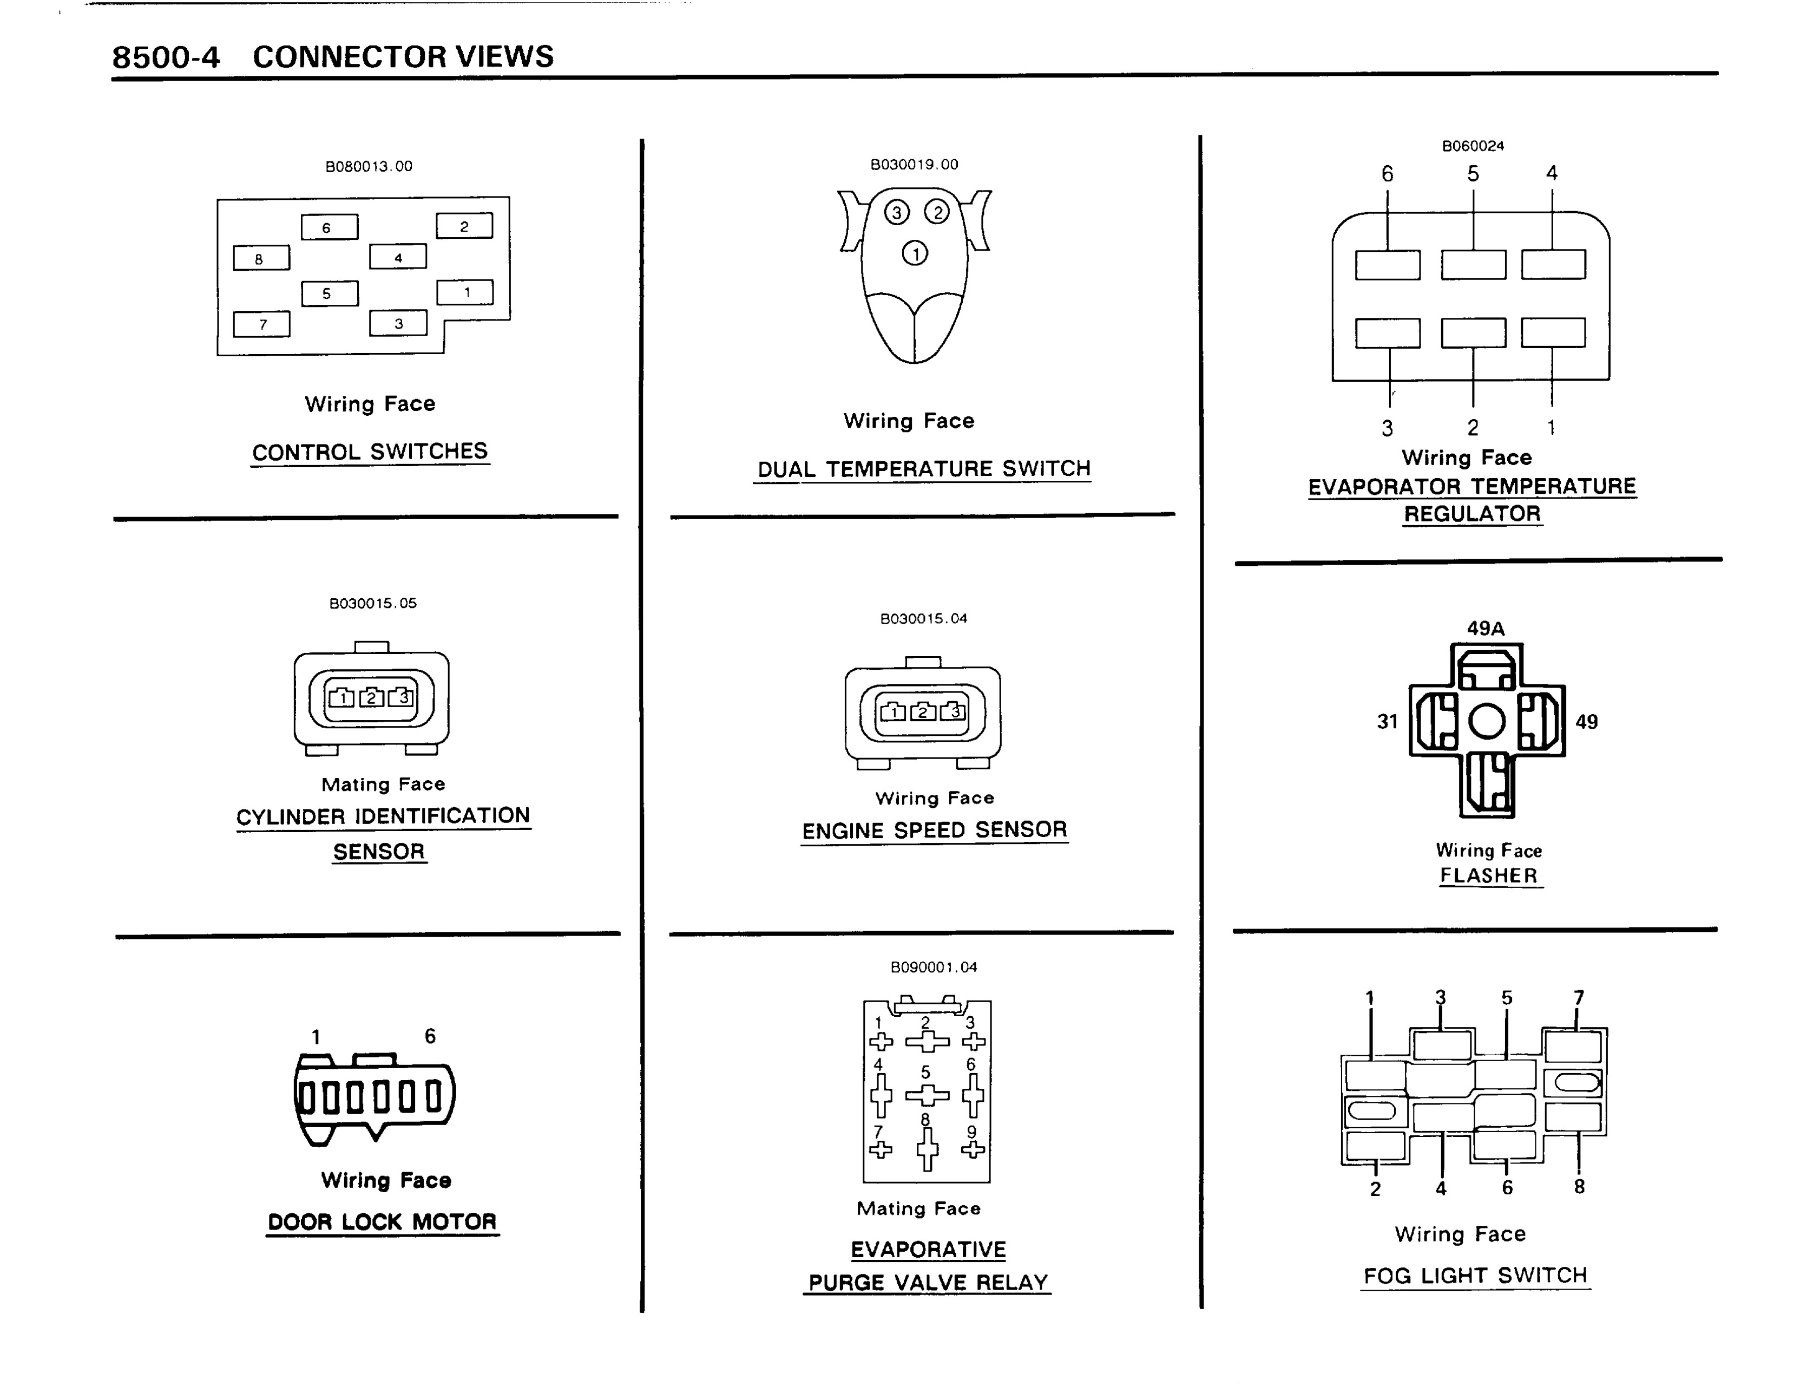 8500-4 CONNECTOR VIEWS
B080013.00
6 2
8 4
5 1
7 3
Wiring Face
CONTROL SWITCHES
B030019.00
3 2
1
Wiring Face
DUAL TEMPERATURE SWITCH
B060024
6 5 4
3 2 1
Wiring Face
EVAPORATOR TEMPERATURE
REGULATOR
B030015.05
1 2 3
Mating Face
CYLINDER IDENTIFICATION
SENSOR
B030015.04
1 2 3
Wiring Face
ENGINE SPEED SENSOR
49A
31 49
Wiring Face
FLASHER
1 6
Wiring Face
DOOR LOCK MOTOR
B090001.04
1 2 3
4 5 6
7 8 9
Mating Face
EVAPORATIVE
PURGE VALVE RELAY
1 3 5 7
2 4 6 8
Wiring Face
FOG LIGHT SWITCH